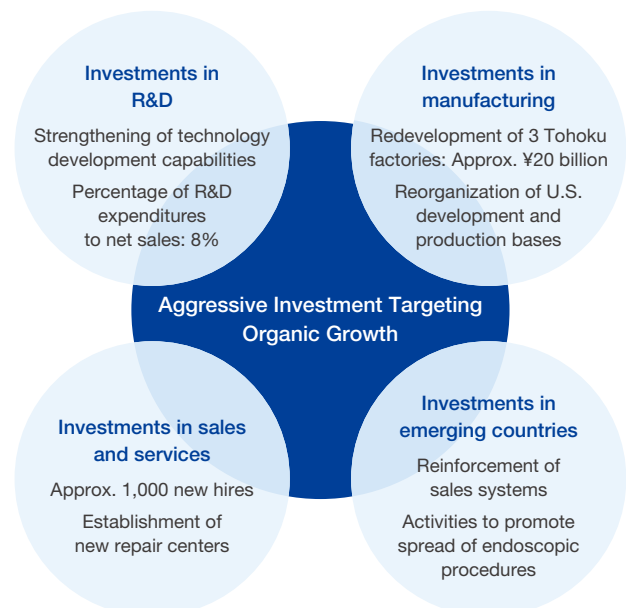 Investments in
R&D
Strengthening of technology
development capabilities
Percentage of R&D
expenditures
to net sales: 8%
Investments in
manufacturing
Redevelopment of 3 Tohoku
factories: Approx. ¥20 billion
Reorganization of U.S.
development and
production bases
Aggressive Investment Targeting
Organic Growth
Investments in sales
and services
Approx. 1,000 new hires
Establishment of
new repair centers
Investments in
emerging countries
Reinforcement of
sales systems
Activities to promote
spread of endoscopic
procedures